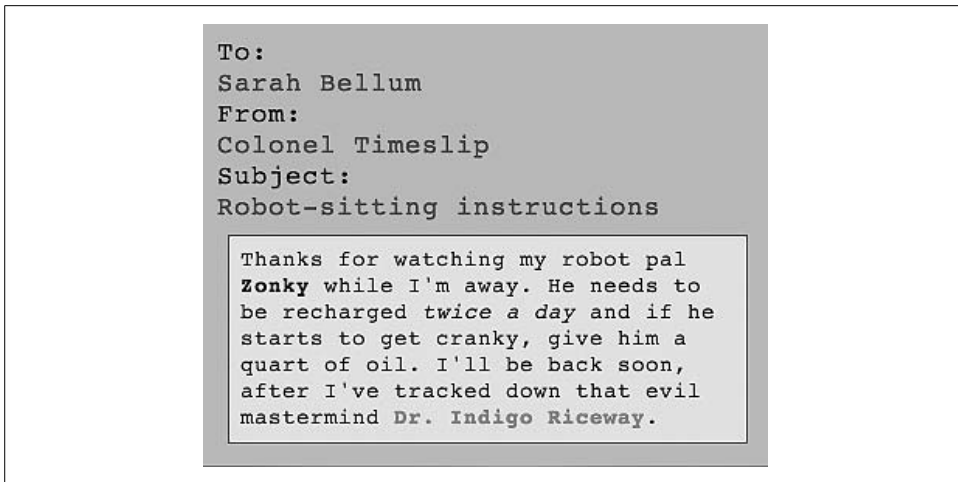 To:
Sarah Bellum
From:
Colonel Timeslip
Subject:
Robot-sitting instructions
Thanks for watching my robot pal
Zonky while I'm away. He needs to
be recharged twice a day and if he
starts to get cranky, give him a
quart of oil. I'll be back soon,
after I've tracked down that evil
mastermind Dr. Indigo Riceway.